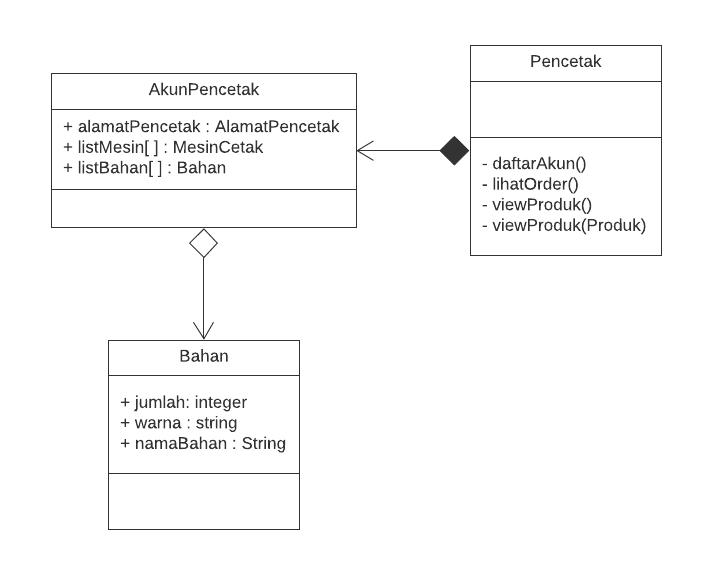 AkunPencetak
+ alamatPencetak : AlamatPencetak
+ listMesin[ ] : MesinCetak
+ listBahan[ ] : Bahan
Pencetak
- daftarAkun()
- lihatOrder()
- viewProduk()
- viewProduk(Produk)
Bahan
+ jumlah: integer
+ warna : string
+ namaBahan : String